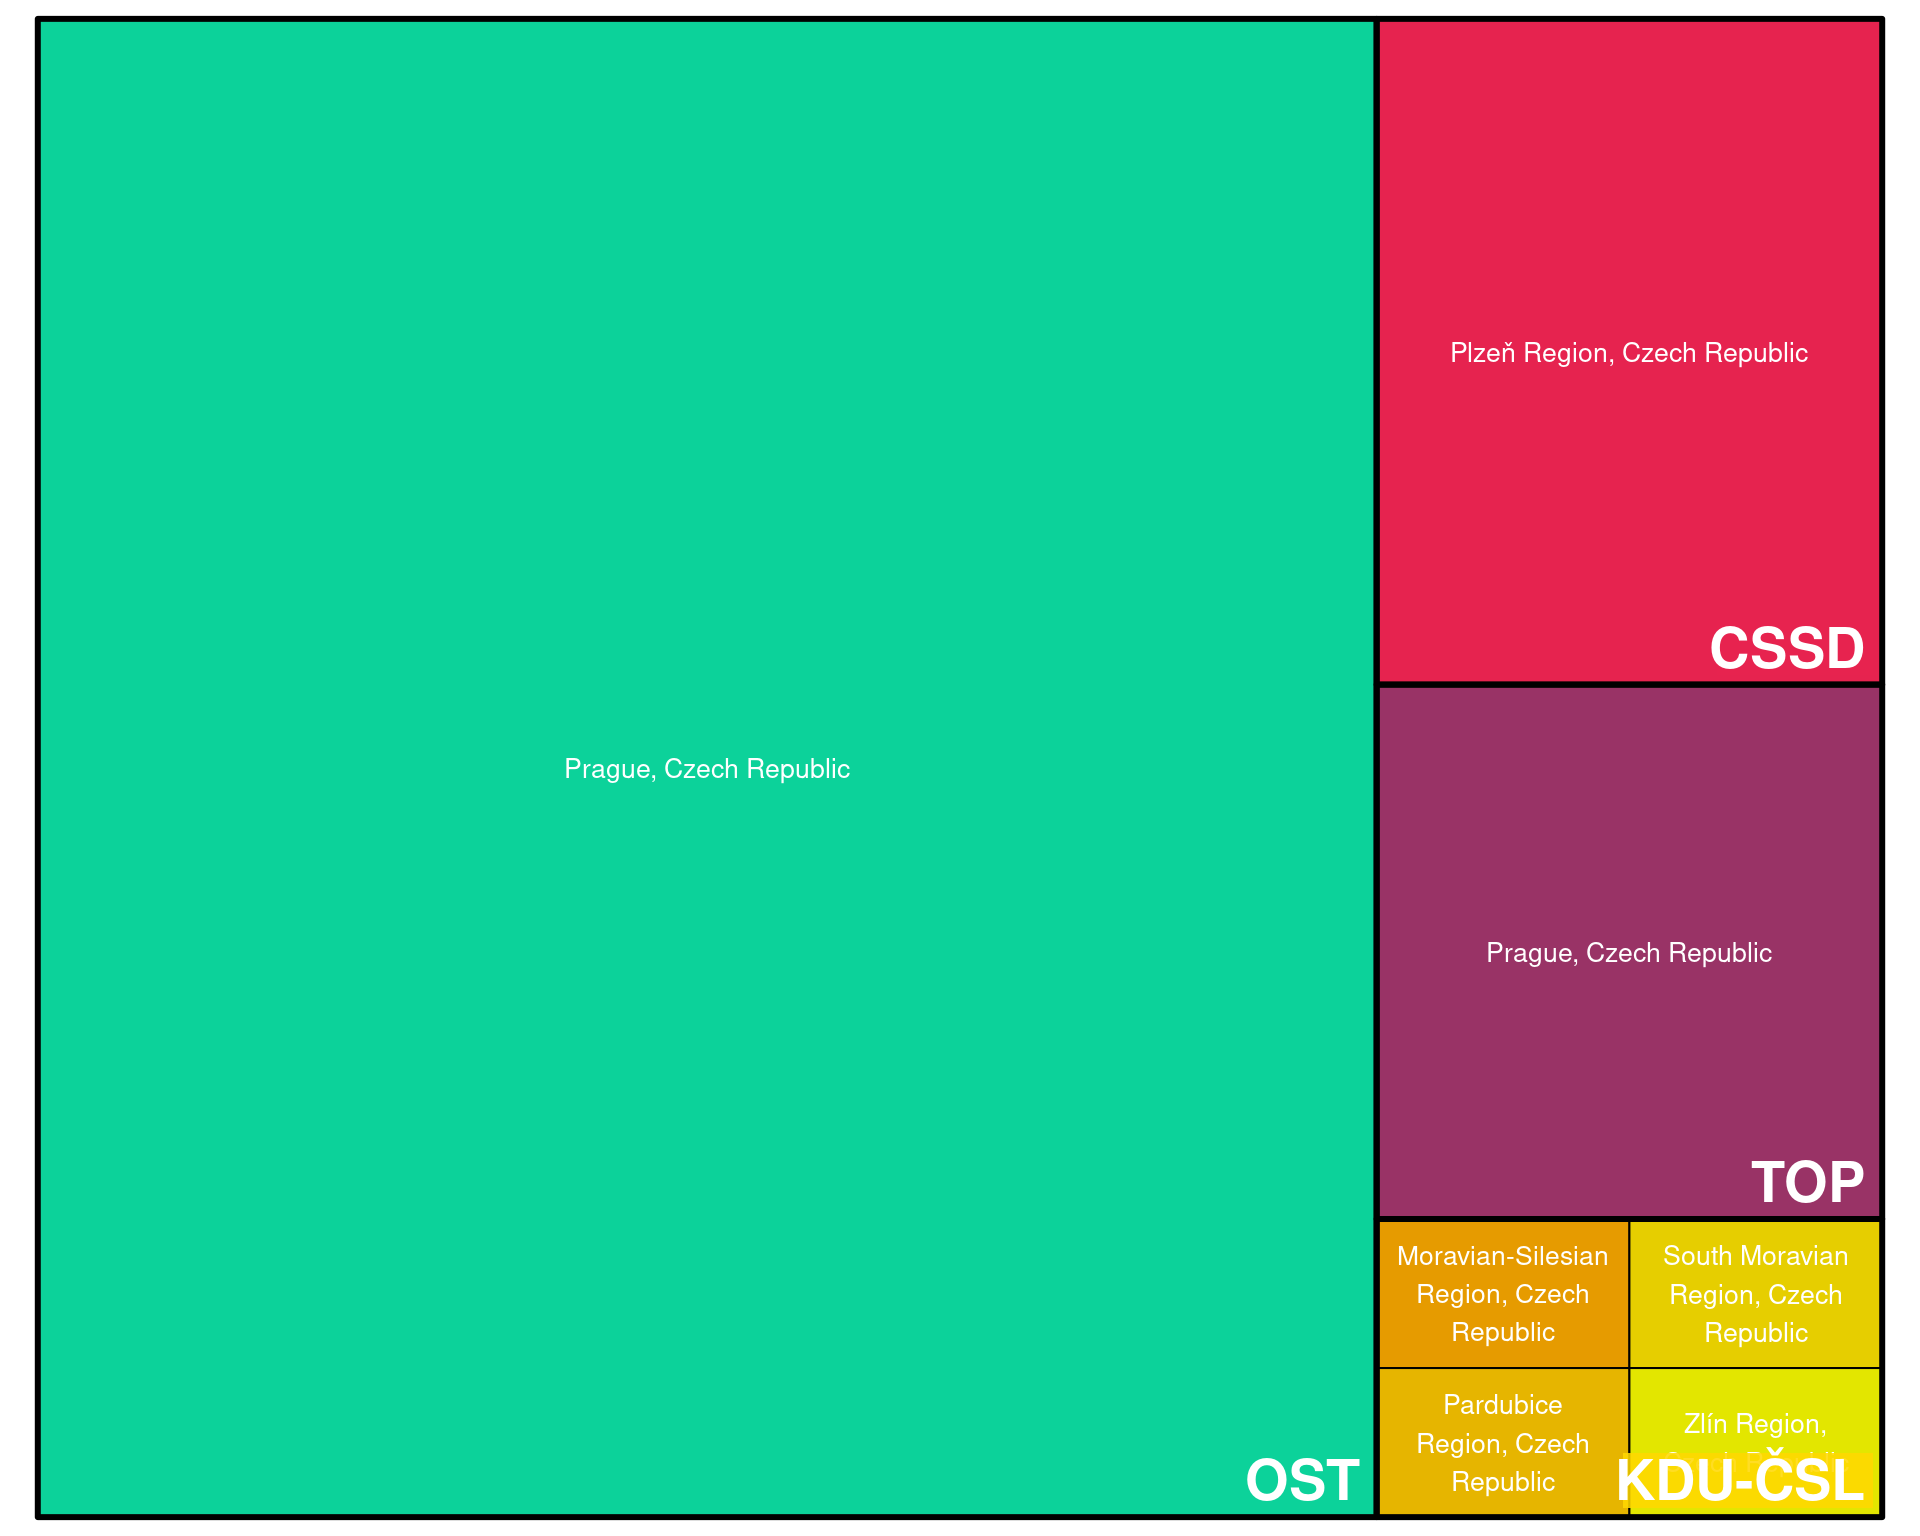 Prague, Czech Republic
OST
Plzeň Region, Czech Republic
CSSD
Prague, Czech Republic
TOP
Moravian-Silesian
Region, Czech
Republic
South Moravian
Region, Czech
Republic
Pardubice
Region, Czech
Republic
Zlín Region,
KDU-ČSL